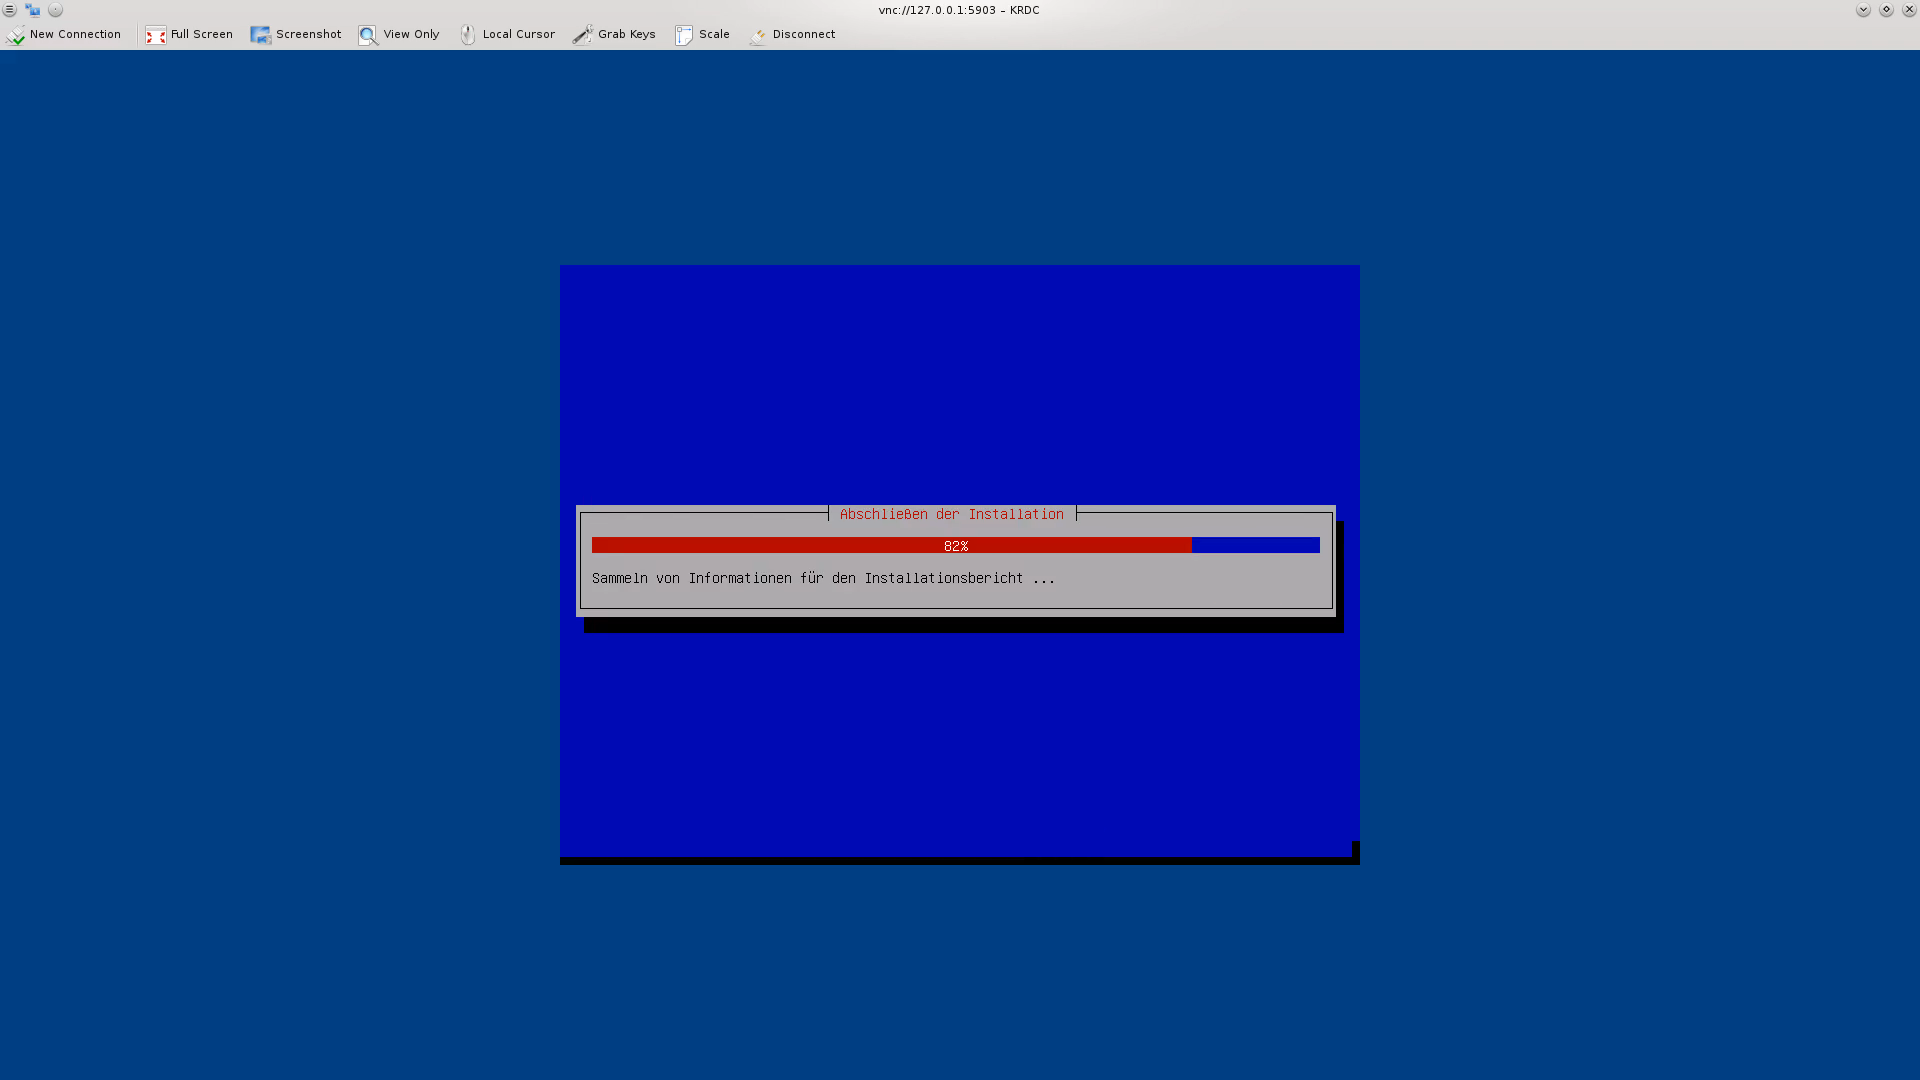 vnc://127.0.0.1:5903 – KRDC
New Connection Full Screen Screenshot View Only Local Cursor Grab Keys Scale Disconnect
Abschließen der Installation
82%
Sammeln von Informationen für den Installationsbericht ...